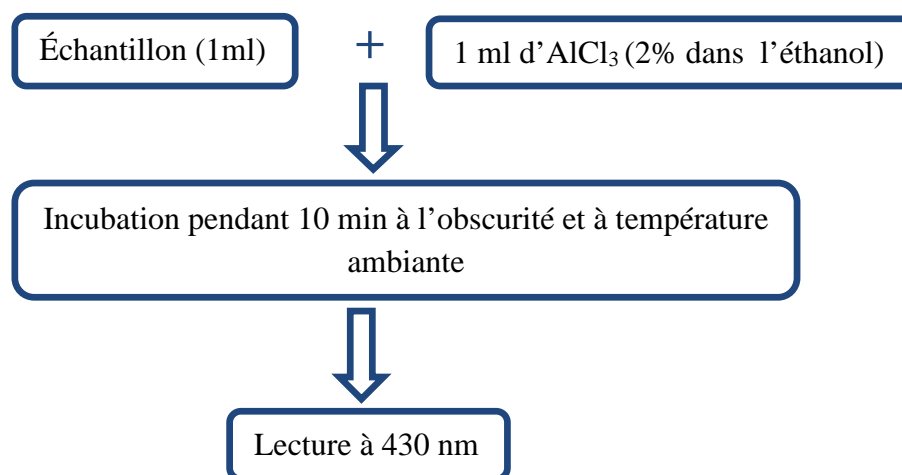 Échantillon (1ml) + 1 ml d’AlCl₃ (2% dans l’éthanol)
Incubation pendant 10 min à l’obscurité et à température
ambiante
Lecture à 430 nm